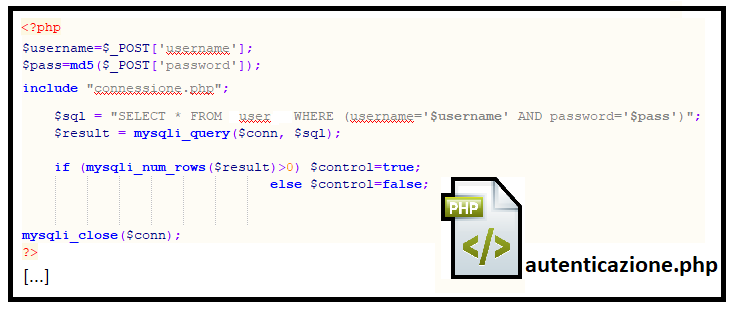 <?php
$username=$_POST['username'];
$pass=md5($_POST['password']);
include "connessione.php";
$sql = "SELECT * FROM user WHERE (username='$username' AND password='$pass')";
$result = mysqli_query($conn, $sql);
if (mysqli_num_rows($result)>0) $control=true;
else $control=false;
mysqli_close($conn);
?>
[...]
PHP
</>
autenticazione.php